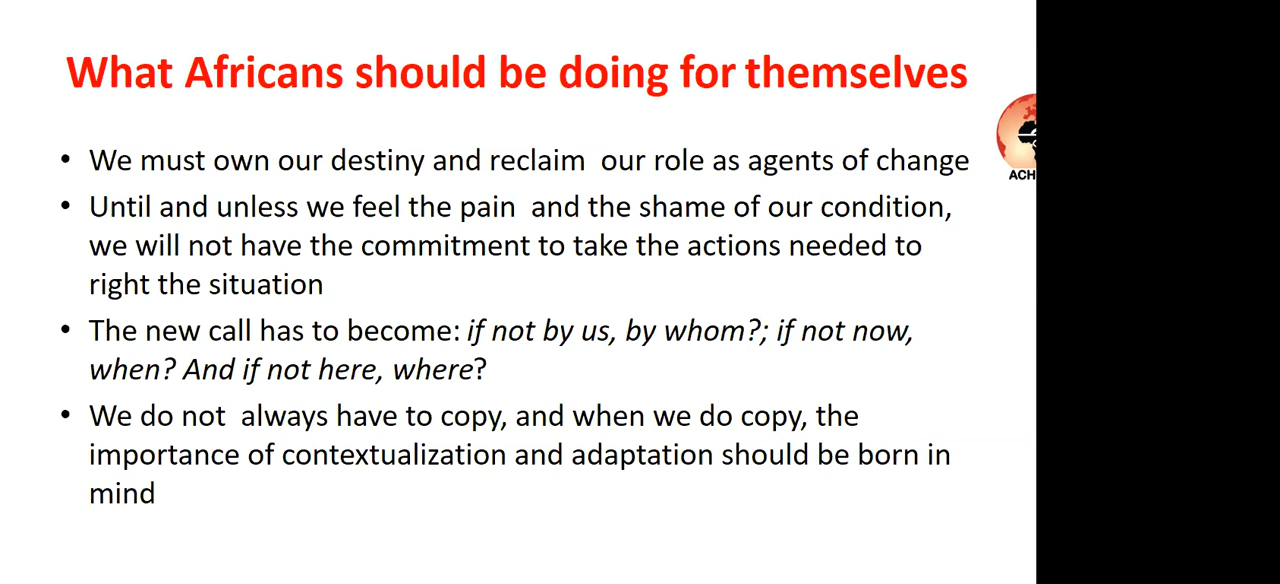 What Africans should be doing for themselves
• We must own our destiny and reclaim our role as agents of change
• Until and unless we feel the pain and the shame of our condition,
we will not have the commitment to take the actions needed to
right the situation
• The new call has to become: if not by us, by whom?; if not now,
when? And if not here, where?
• We do not always have to copy, and when we do copy, the
importance of contextualization and adaptation should be born in
mind
ACH